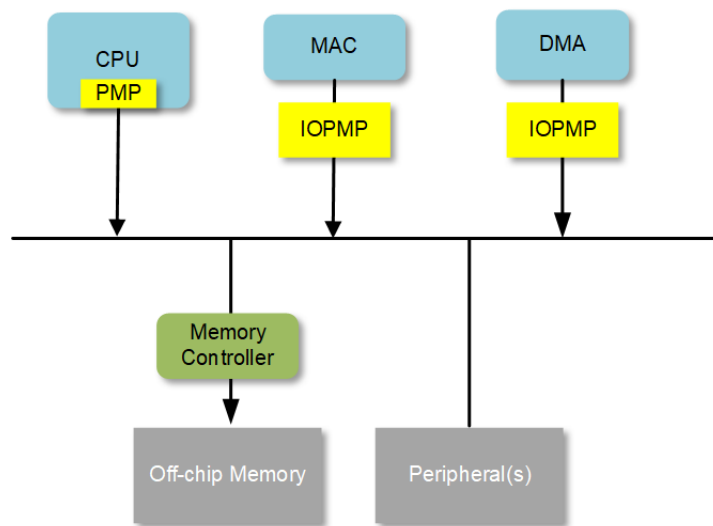 CPU
PMP
MAC
IOPMP
DMA
IOPMP
Memory
Controller
Off-chip Memory
Peripheral(s)